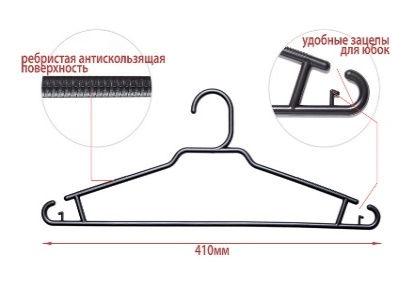 ребристая антискользящая
поверхность
удобные зацепы
для юбок
410мм